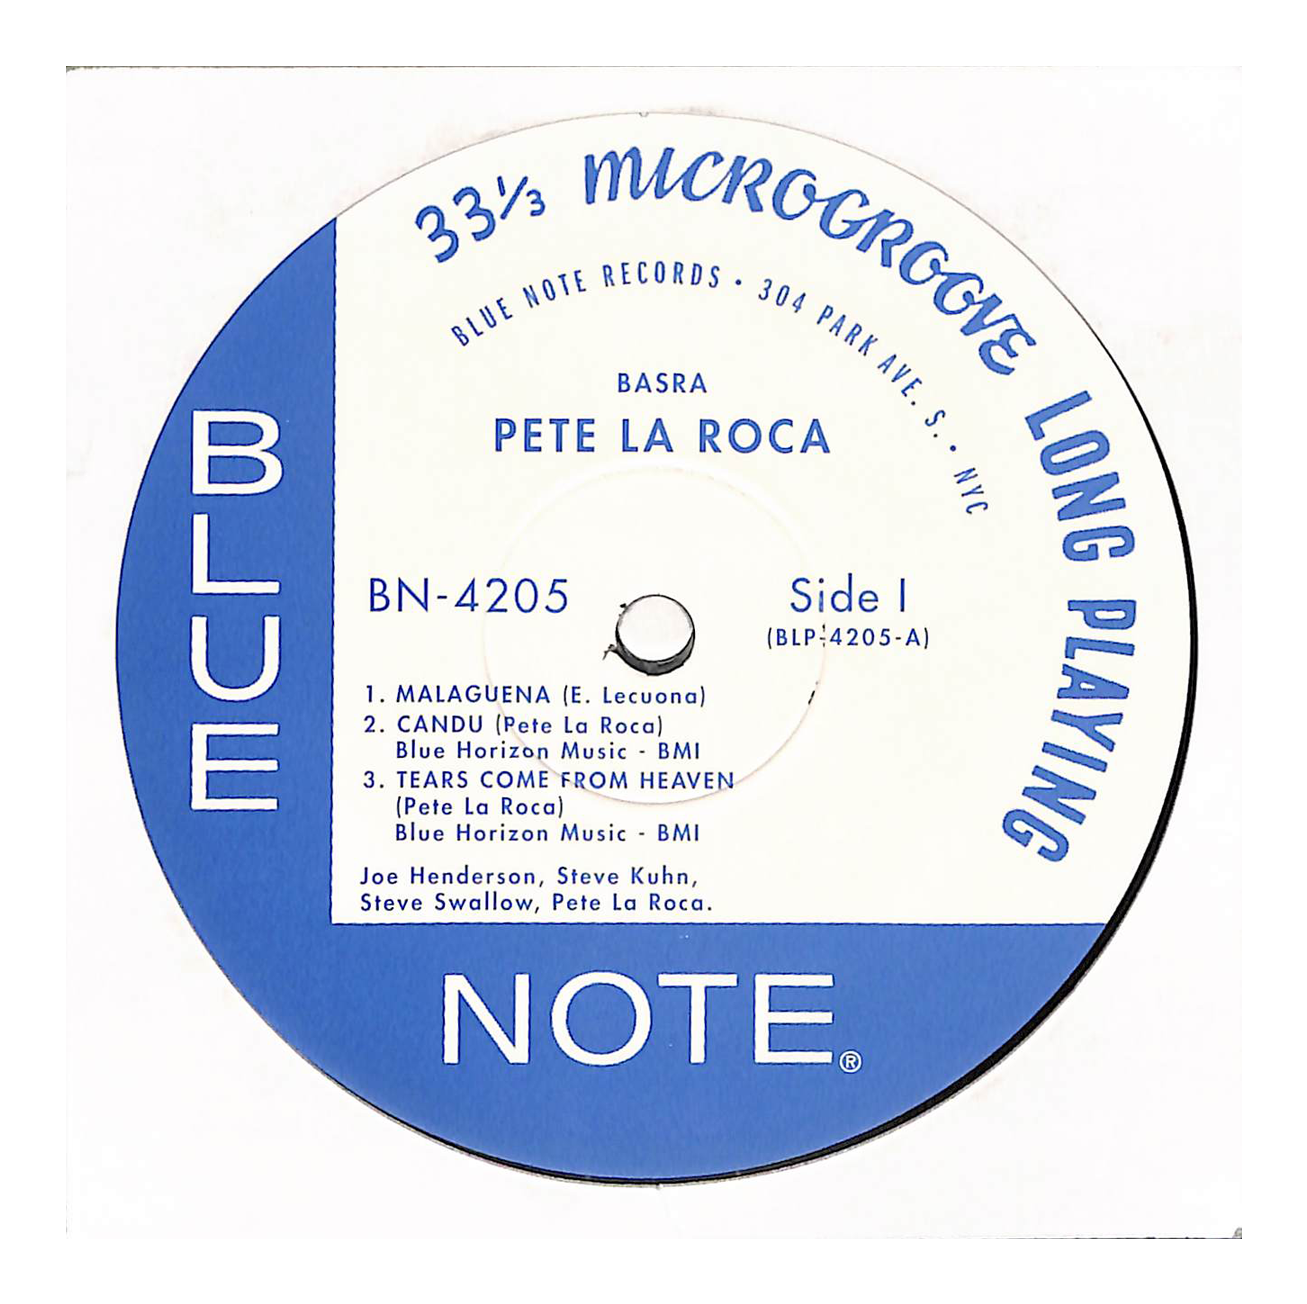 33⅓ MICROGROOVE LONG PLAYING
BLUE NOTE RECORDS • 304 PARK AVE. S. • NYC
BASRA
PETE LA ROCA
BN-4205
Side I
(BLP-4205-A)
1. MALAGUENA (E. Lecuona)
2. CANDU (Pete La Roca)
Blue Horizon Music - BMI
3. TEARS COME FROM HEAVEN
(Pete La Roca)
Blue Horizon Music - BMI
Joe Henderson, Steve Kuhn,
Steve Swallow, Pete La Roca.
BLUE
NOTE®